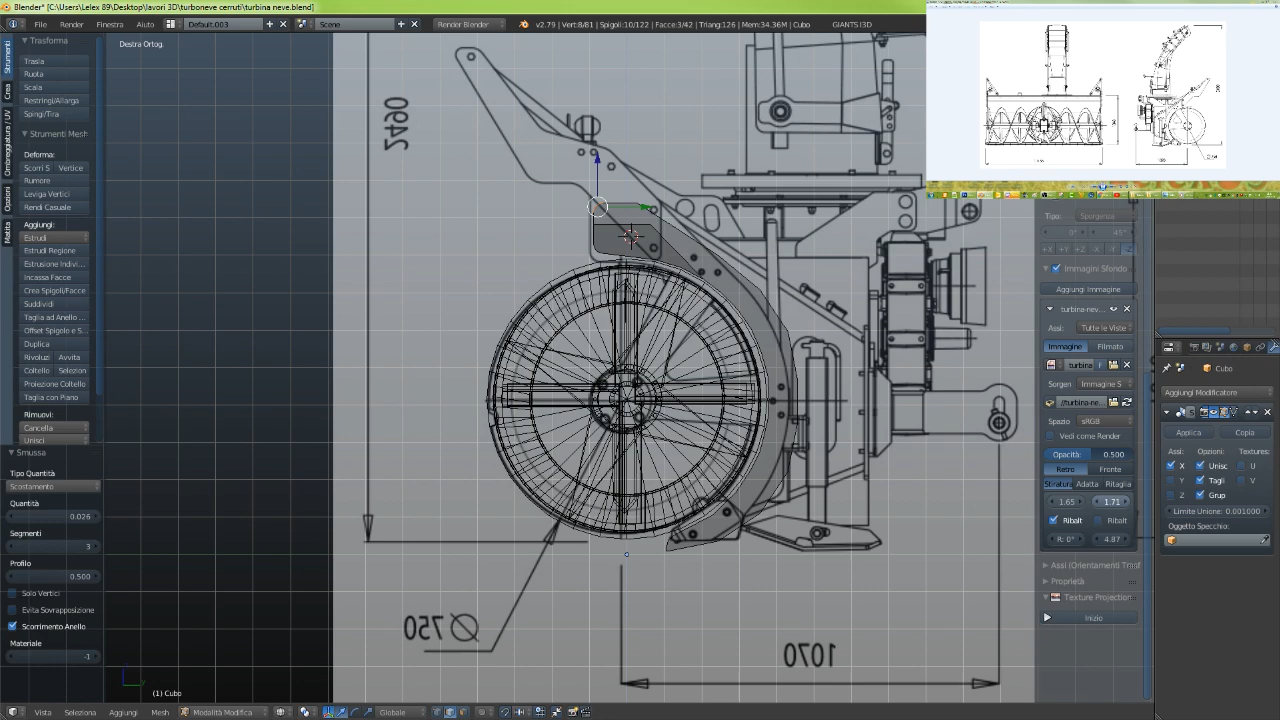 Blender* [C:\Users\Lelex 89\Desktop\lavori 3D\turboneve cerruti\turbina neve.blend]
File
Render
Finestra
Aiuto
Default.003
Scene
Blender Render
v2.79 | Vert:8/81 | Spigoli:10/122 | Facce:3/42 | Triang:126 | Mem:34.36M | Cubo
GIANTS I3D
Destra Ortog.
Strumenti
Crea
Ombreggiatura / UV
Opzioni
Matita
Trasforma
Trasla
Ruota
Scala
Restringi/Allarga
Spingi/Tira
Strumenti Mesh
Deforma:
Scorri S
Vertice
Rumore
Leviga Vertici
Rendi Casuale
Aggiungi:
Estrudi
Estrudi Regione
Estrusione Indivi...
Incassa Facce
Crea Spigoli/Facce
Suddividi
Taglia ad Anello ...
Offset Spigolo e S...
Duplica
Rivoluzi
Avvita
Coltello
Selezion
Proiezione Coltello
Taglia con Piano
Rimuovi:
Cancella
Unisci
Smussa
Tipo Quantità
Scostamento
Quantità
0.026
Segmenti
3
Profilo
0.500
Solo Vertici
Evita Sovrapposizione
Scorrimento Anello
Materiale
-1
2490
Ø 750
1070
(1) Cubo
Tipo:
Sporgenza
0°
45°
+X
+Y
+Z
-X
-Y
Immagini Sfondo
Aggiungi Immagine
turbina-nev...
Assi:
Tutte le Viste
Immagine
Filmato
turbina
F
Sorgen
Immagine S
//turbina-ne...
Spazio
sRGB
Vedi come Render
Opacità:
0.500
Retro
Fronte
Stiratura
Adatta
Ritaglia
1.65
1.71
Ribalt
Ribalt
R: 0°
4.87
Assi (Orientamenti Trasf
Proprietà
Texture Projection
Inizio
Cubo
Aggiungi Modificatore
Applica
Copia
Assi:
Opzioni:
Textures:
X
Unisc
U
Y
Tagli
V
Z
Grup
Limite Unione: 0.001000
Oggetto Specchio:
Vista
Seleziona
Aggiungi
Mesh
Modalità Modifica
Globale